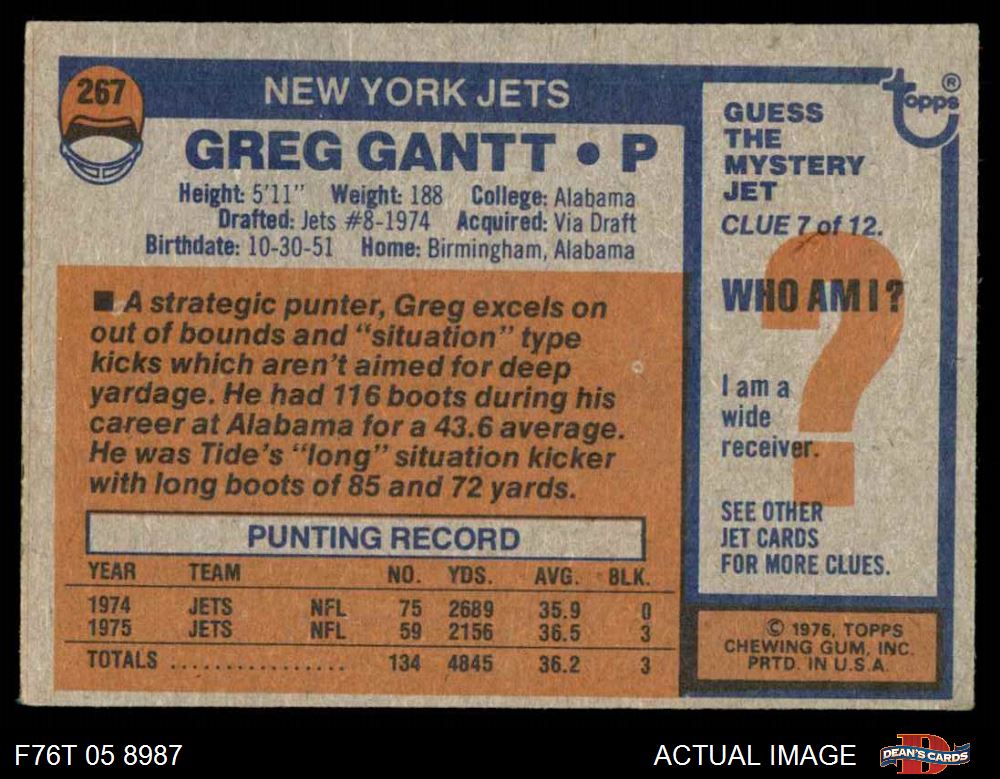 267
NEW YORK JETS
GREG GANTT • P
Height: 5'11" Weight: 188 College: Alabama
Drafted: Jets #8-1974 Acquired: Via Draft
Birthdate: 10-30-51 Home: Birmingham, Alabama
■ A strategic punter, Greg excels on
out of bounds and "situation" type
kicks which aren't aimed for deep
yardage. He had 116 boots during his
career at Alabama for a 43.6 average.
He was Tide's "long" situation kicker
with long boots of 85 and 72 yards.
PUNTING RECORD
YEAR TEAM NO. YDS. AVG. BLK.
1974 JETS NFL 75 2689 35.9 0
1975 JETS NFL 59 2156 36.5 3
TOTALS ................ 134 4845 36.2 3
topps ®
GUESS
THE
MYSTERY
JET
CLUE 7 of 12.
WHO AM I?
?
I am a
wide
receiver.
SEE OTHER
JET CARDS
FOR MORE CLUES.
© 1976, TOPPS
CHEWING GUM, INC.
PRTD. IN U.S.A.
F76T 05 8987
ACTUAL IMAGE
DEAN'S CARDS